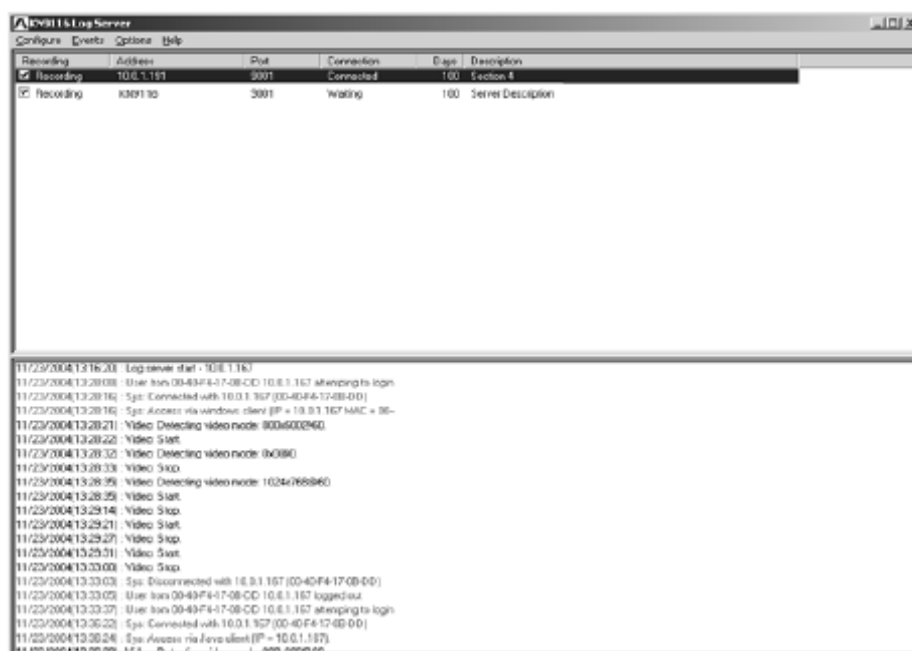 KN9116 Log Server
Configure Events Options Help
Recording Address Port Connection Days Description
Recording 10.0.1.191 9001 Connected 100 Section 4
Recording KN9116 9001 Waiting 100 Server Description
11/23/2004(13:16:20) : Log server start - 10.0.1.167
11/23/2004(13:28:08) : User from 00-40-F4-17-0B-DD 10.0.1.167 attemping to login
11/23/2004(13:28:16) : Sys: Connected with 10.0.1.167 (00-40-F4-17-0B-DD)
11/23/2004(13:28:16) : Sys: Access via windows client (IP = 10.0.1.167 MAC = 00-
11/23/2004(13:28:21) : Video: Detecting video mode: 800x600@60.
11/23/2004(13:28:22) : Video: Start.
11/23/2004(13:28:32) : Video: Detecting video mode: 0x0@0.
11/23/2004(13:28:33) : Video: Stop.
11/23/2004(13:28:35) : Video: Detecting video mode: 1024x768@60.
11/23/2004(13:28:35) : Video: Start.
11/23/2004(13:29:14) : Video: Stop.
11/23/2004(13:29:21) : Video: Start.
11/23/2004(13:29:27) : Video: Stop.
11/23/2004(13:29:31) : Video: Start.
11/23/2004(13:33:00) : Video: Stop.
11/23/2004(13:33:03) : Sys: Disconnected with 10.0.1.167 (00-40-F4-17-0B-DD)
11/23/2004(13:33:05) : User from 00-40-F4-17-0B-DD 10.0.1.167 logged out
11/23/2004(13:33:37) : User from 00-40-F4-17-0B-DD 10.0.1.167 attemping to login
11/23/2004(13:36:22) : Sys: Connected with 10.0.1.167 (00-40-F4-17-0B-DD)
11/23/2004(13:36:24) : Sys: Access via Java client (IP = 10.0.1.167).